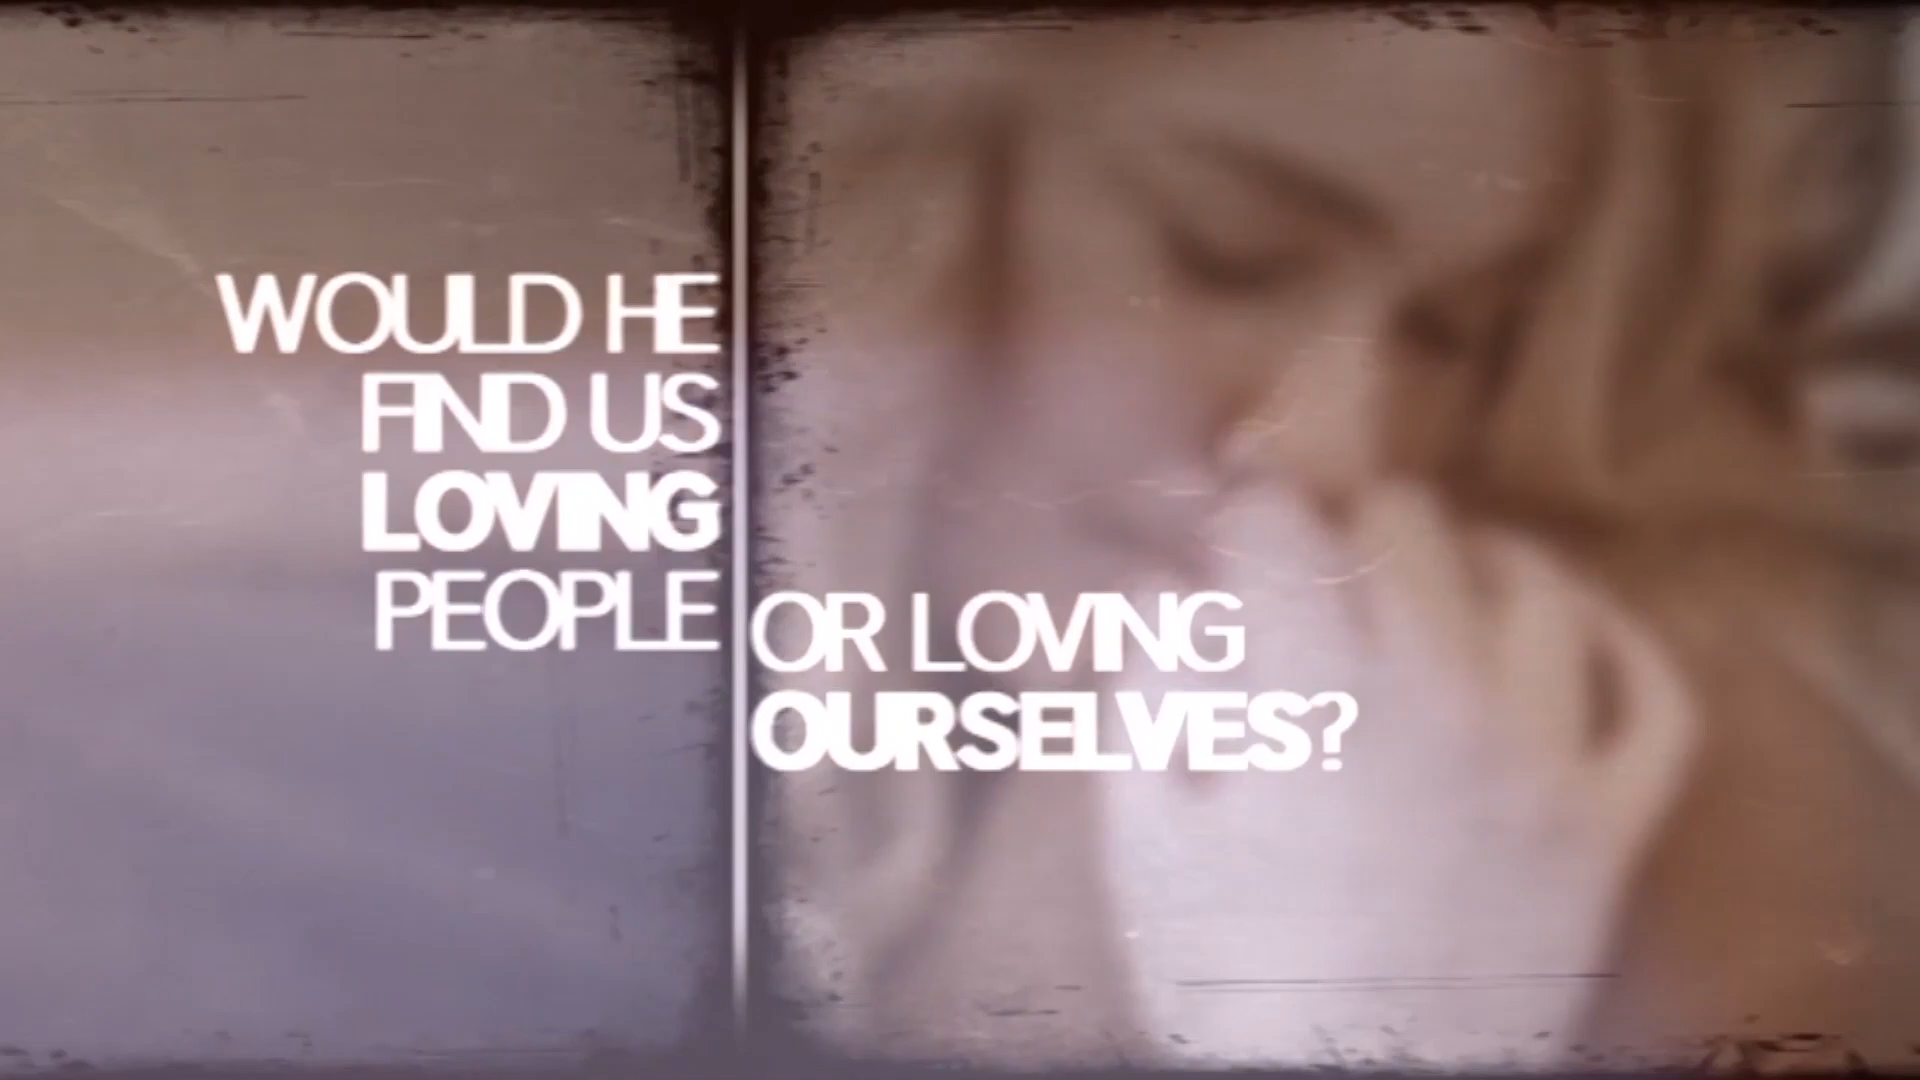 WOULD HE
FIND US
LOVING
PEOPLE
OR LOVING
OURSELVES?